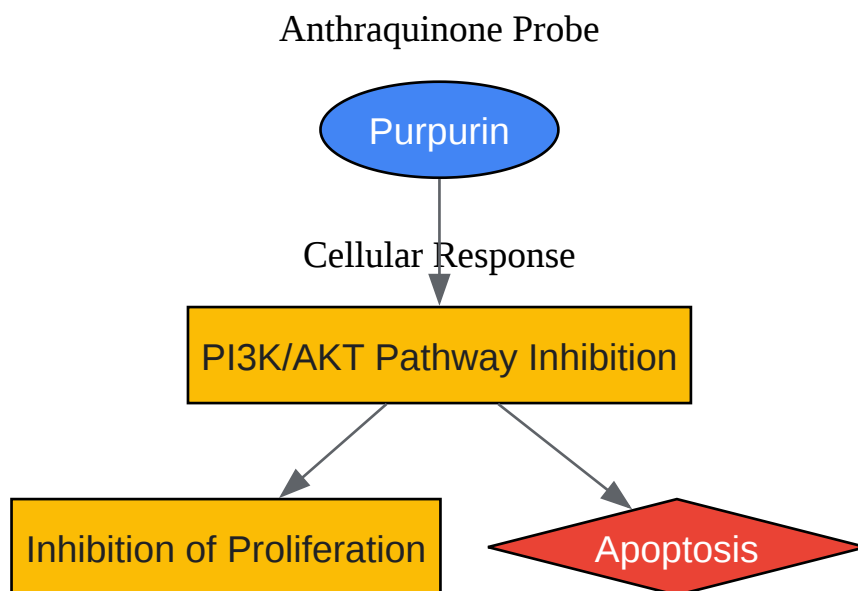 Anthraquinone Probe
Purpurin
Cellular Response
PI3K/AKT Pathway Inhibition
Inhibition of Proliferation
Apoptosis